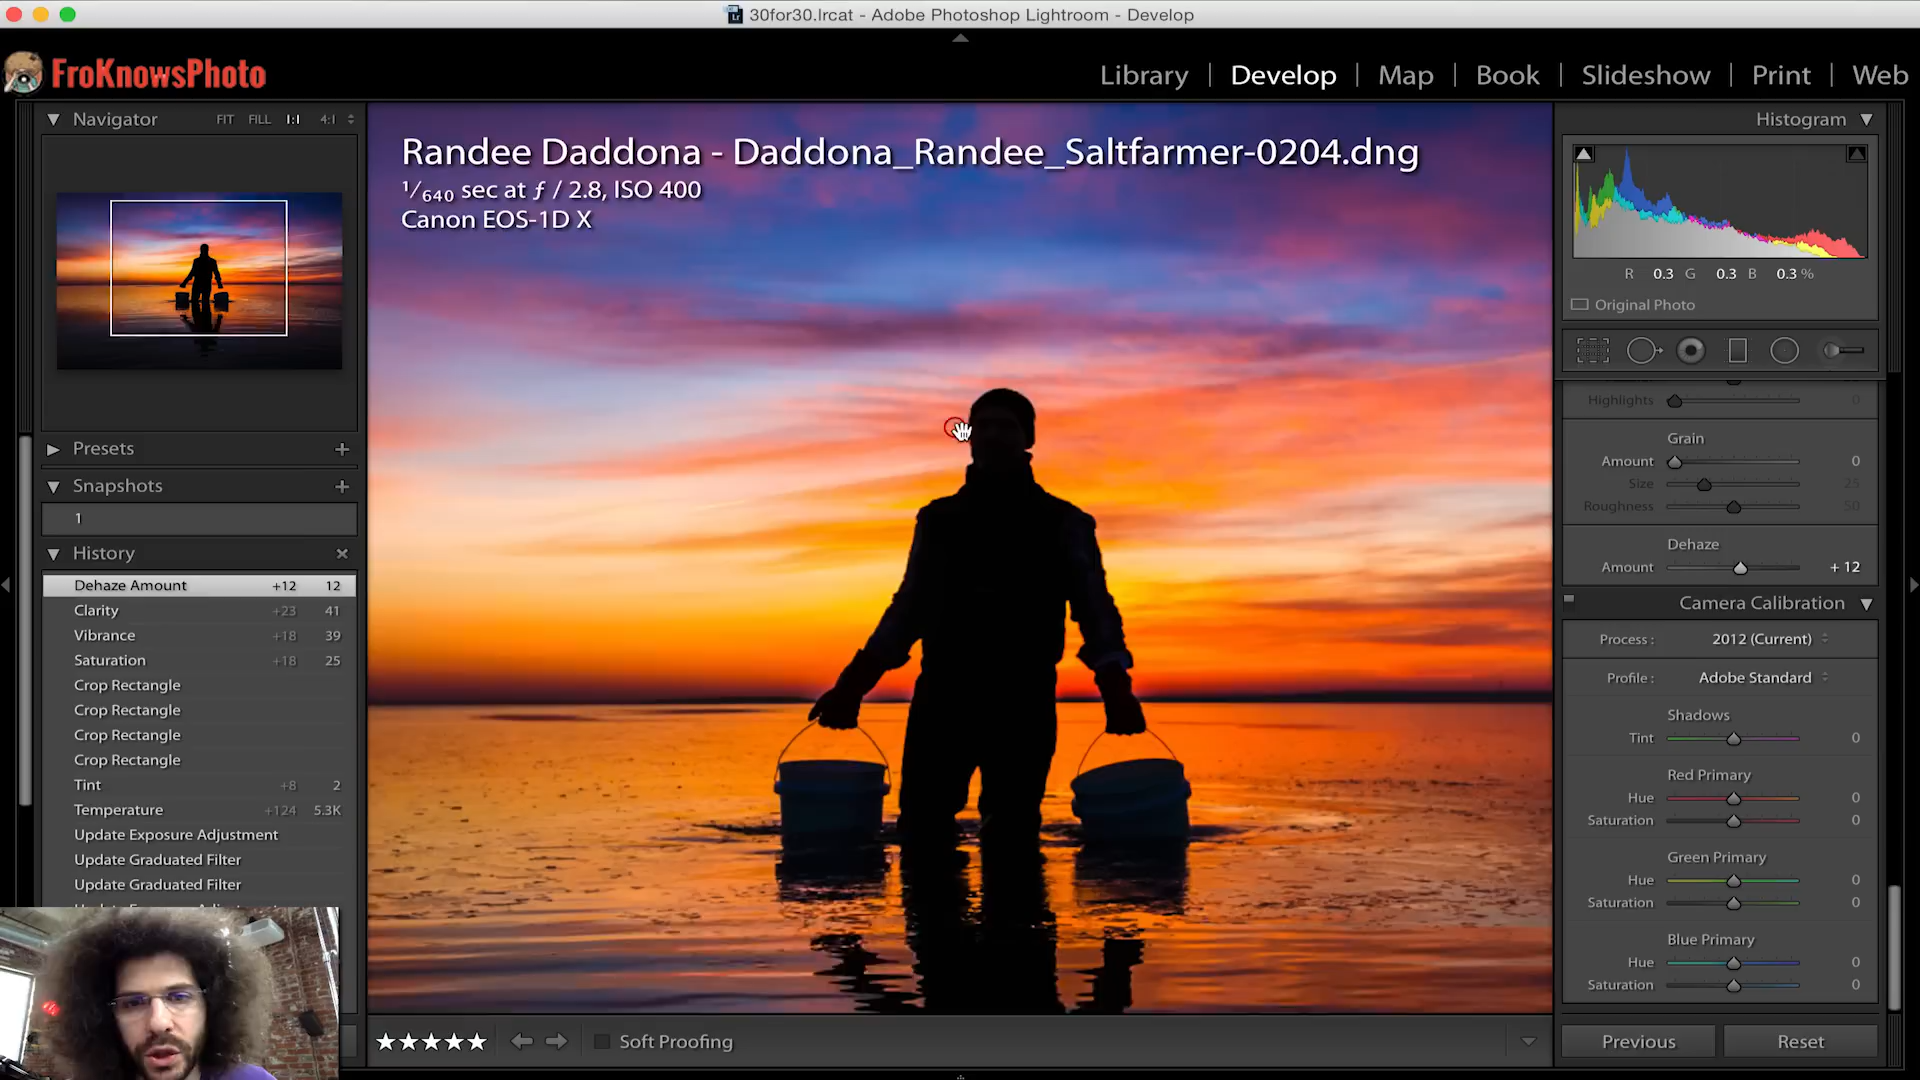 30for30.lrcat - Adobe Photoshop Lightroom - Develop
FroKnowsPhoto
Library | Develop | Map | Book | Slideshow | Print | Web
Navigator FIT FILL 1:1 4:1
Presets
Snapshots
1
History
Dehaze Amount +12 12
Clarity +23 41
Vibrance +18 39
Saturation +18 25
Crop Rectangle
Crop Rectangle
Crop Rectangle
Crop Rectangle
Tint +8 2
Temperature +124 5.3K
Update Exposure Adjustment
Update Graduated Filter
Update Graduated Filter
Randee Daddona - Daddona_Randee_Saltfarmer-0204.dng
1/640 sec at ƒ / 2.8, ISO 400
Canon EOS-1D X
Soft Proofing
Histogram
R 0.3 G 0.3 B 0.3 %
Original Photo
Highlights 0
Grain
Amount 0
Size 25
Roughness 50
Dehaze
Amount + 12
Camera Calibration
Process : 2012 (Current)
Profile : Adobe Standard
Shadows
Tint 0
Red Primary
Hue 0
Saturation 0
Green Primary
Hue 0
Saturation 0
Blue Primary
Hue 0
Saturation 0
Previous Reset